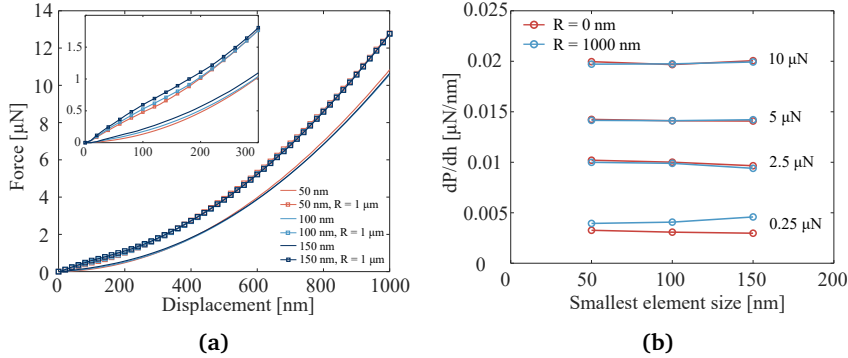 14
12
10
8
6
4
2
0
Force [µN]
1.5
1
0.5
0
0
100
200
300
50 nm
50 nm, R = 1 µm
100 nm
100 nm, R = 1 µm
150 nm
150 nm, R = 1 µm
0
200
400
600
800
1000
Displacement [nm]
(a)
0.025
0.02
0.015
0.01
0.005
0
dP/dh [µN/nm]
R = 0 nm
R = 1000 nm
10 µN
5 µN
2.5 µN
0.25 µN
0
50
100
150
200
Smallest element size [nm]
(b)